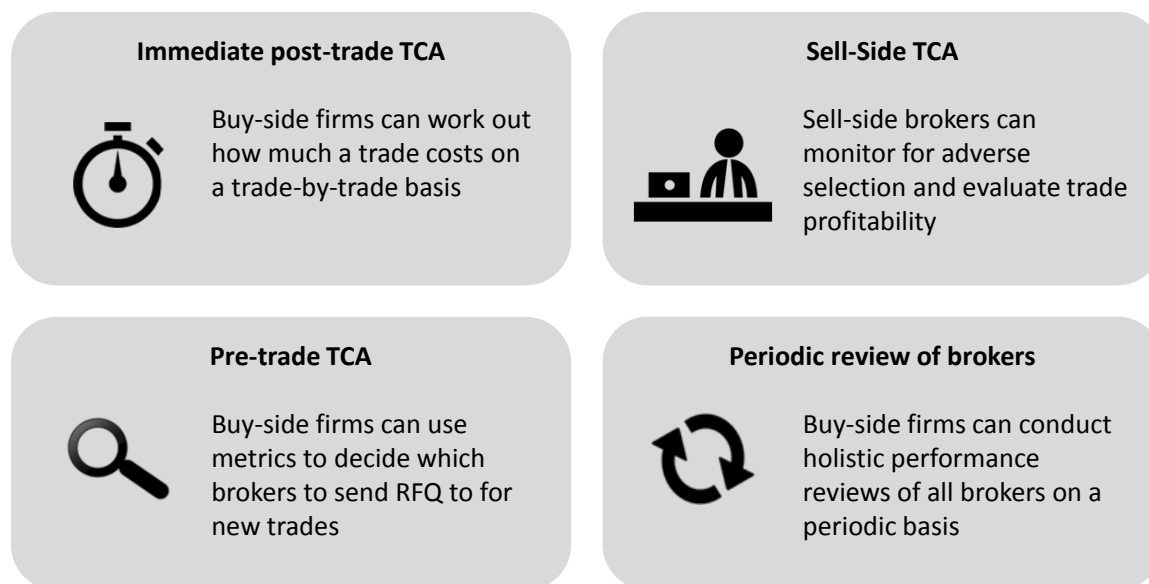 Immediate post-trade TCA
Buy-side firms can work out
how much a trade costs on
a trade-by-trade basis
Sell-Side TCA
Sell-side brokers can
monitor for adverse
selection and evaluate trade
profitability
Pre-trade TCA
Buy-side firms can use
metrics to decide which
brokers to send RFQ to for
new trades
Periodic review of brokers
Buy-side firms can conduct
holistic performance
reviews of all brokers on a
periodic basis